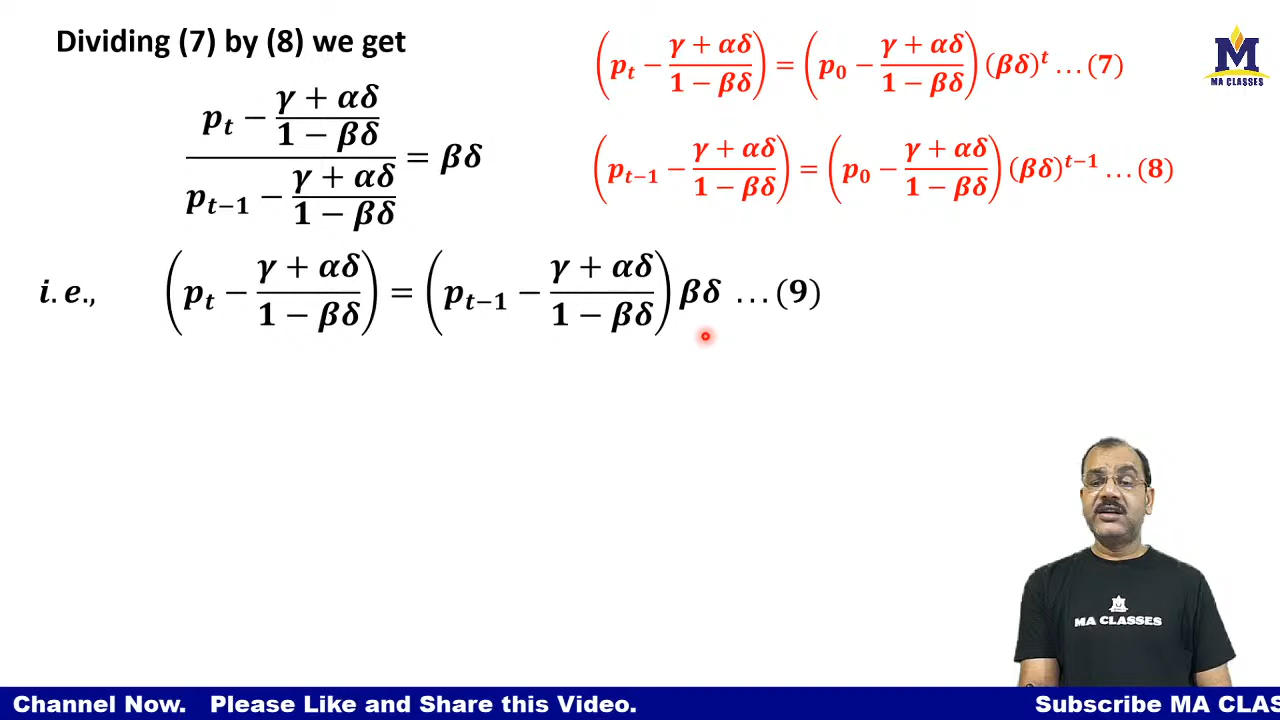 Dividing (7) by (8) we get
(p_t − (γ + αδ)/(1 − βδ)) = (p_0 − (γ + αδ)/(1 − βδ)) (βδ)^t … (7)
M
MA CLASSES
(p_t − (γ + αδ)/(1 − βδ))/(p_{t−1} − (γ + αδ)/(1 − βδ)) = βδ
(p_{t−1} − (γ + αδ)/(1 − βδ)) = (p_0 − (γ + αδ)/(1 − βδ)) (βδ)^{t−1} … (8)
i. e., (p_t − (γ + αδ)/(1 − βδ)) = (p_{t−1} − (γ + αδ)/(1 − βδ)) βδ … (9)
MA CLASSES
Channel Now. Please Like and Share this Video. Subscribe MA CLAS